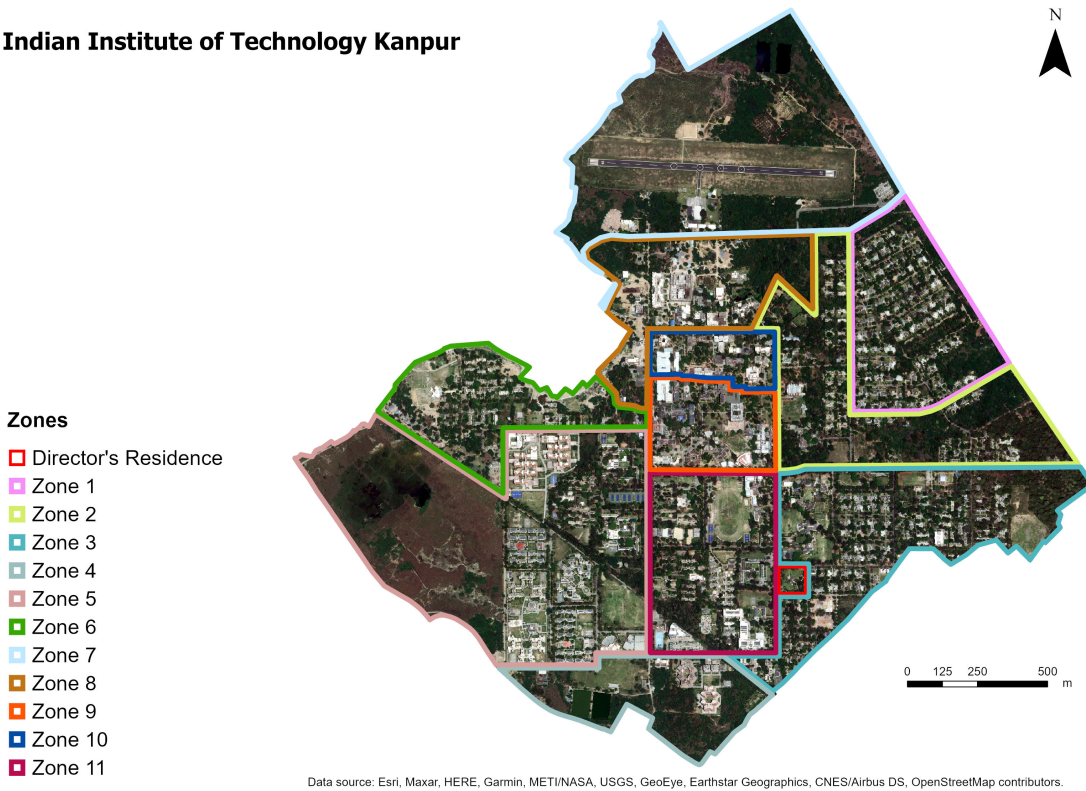 Indian Institute of Technology Kanpur
N
Zones
Director's Residence
Zone 1
Zone 2
Zone 3
Zone 4
Zone 5
Zone 6
Zone 7
Zone 8
Zone 9
Zone 10
Zone 11
0 125 250 500
m
Data source: Esri, Maxar, HERE, Garmin, METI/NASA, USGS, GeoEye, Earthstar Geographics, CNES/Airbus DS, OpenStreetMap contributors.